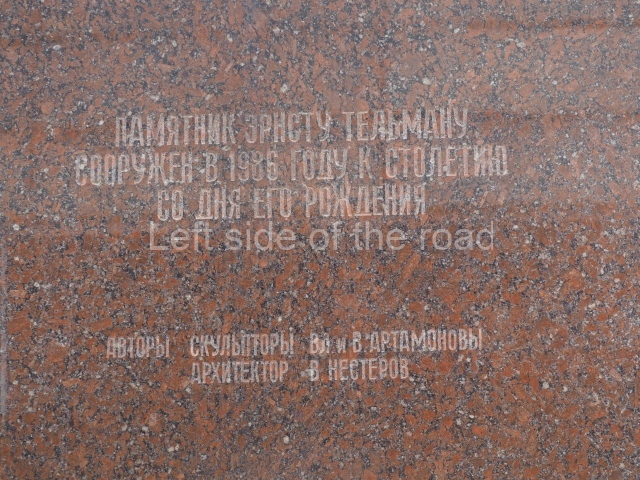 ПАМЯТНИК ЭРНСТУ ТЕЛЬМАНУ
СООРУЖЕН В 1986 ГОДУ К СТОЛЕТИЮ
СО ДНЯ ЕГО РОЖДЕНИЯ
Left side of the road
АВТОРЫ СКУЛЬПТОРЫ Вл и В АРТАМОНОВЫ
АРХИТЕКТОР В НЕСТЕРОВ